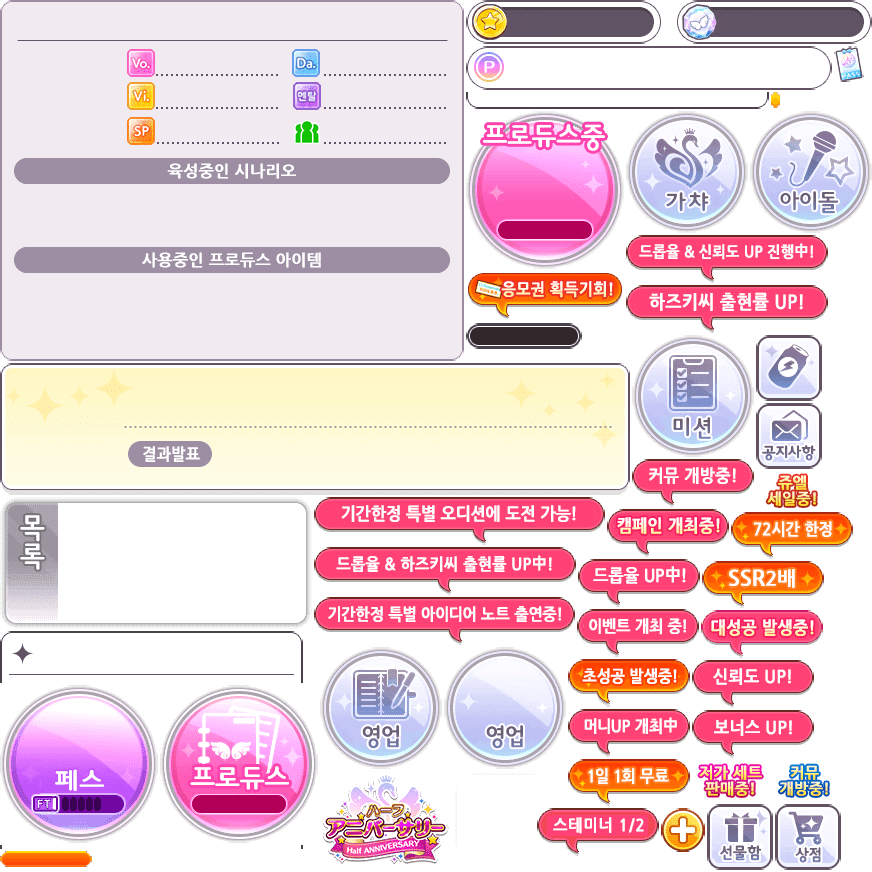 Vo.
Da.
Vi.
멘탈
SP
육성중인 시나리오
사용중인 프로듀스 아이템
P
PASS
프로듀스중
가챠
아이돌
드롭율 & 신뢰도 UP 진행中!
응모권 획득기회!
하즈키씨 출현률 UP!
결과발표
미션
공지사항
커뮤 개방중!
쥬엘
세일중!
목록
기간한정 특별 오디션에 도전 가능!
캠페인 개최중!
72시간 한정
드롭율 & 하즈키씨 출현률 UP中!
드롭율 UP中!
SSR2배
기간한정 특별 아이디어 노트 출연중!
이벤트 개최 중!
대성공 발생중!
초성공 발생중!
신뢰도 UP!
영업
영업
머니UP 개최中
보너스 UP!
페스
FT
프로듀스
1일 1회 무료
저가 세트
판매중!
커뮤
개방중!
ハーフ
アニバーサリー
Half ANNIVERSARY
스테미너 1/2
선물함
상점